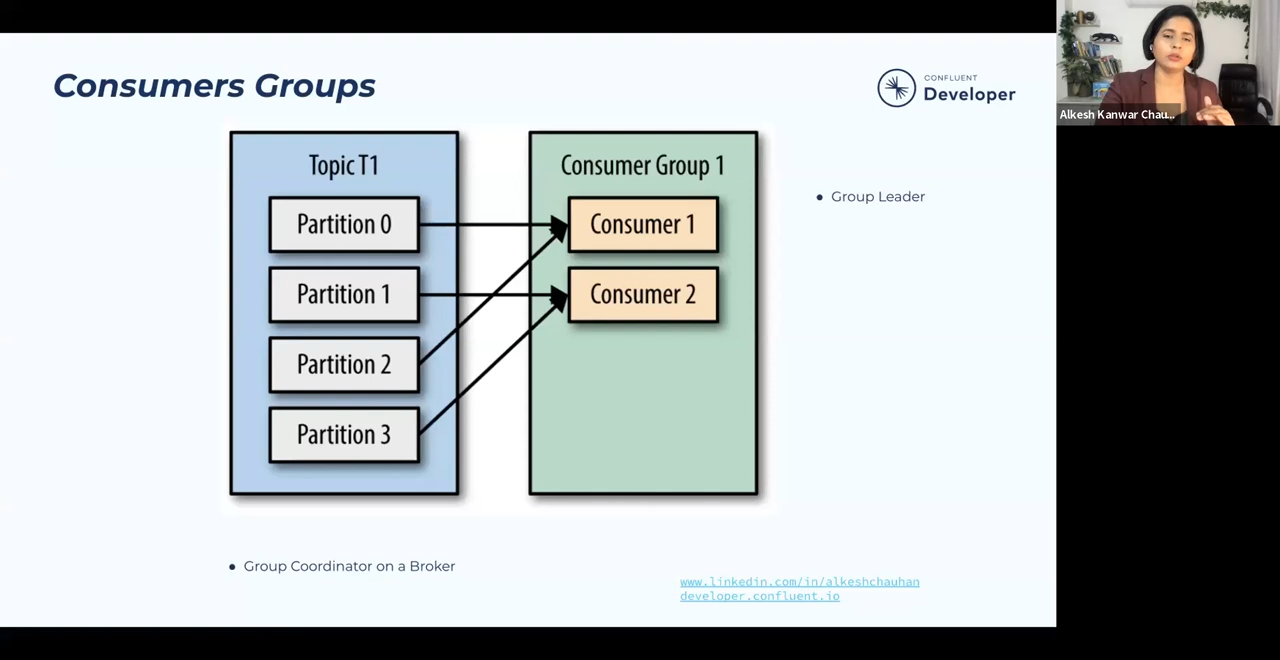 Consumers Groups
CONFLUENT
Developer
Alkesh Kanwar Chau...
Topic T1
Partition 0
Partition 1
Partition 2
Partition 3
Consumer Group 1
Consumer 1
Consumer 2
● Group Leader
● Group Coordinator on a Broker
www.linkedin.com/in/alkeshchauhan
developer.confluent.io